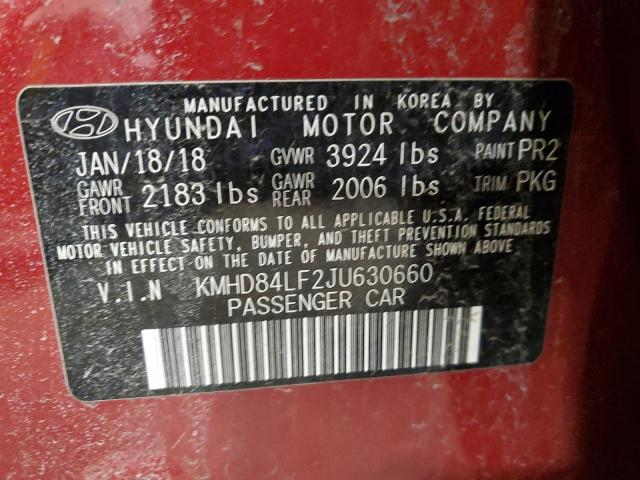 MANUFACTURED IN KOREA BY
HYUNDAI MOTOR COMPANY
JAN/18/18 GVWR 3924 lbs PAINT PR2
GAWR FRONT 2183 lbs GAWR REAR 2006 lbs TRIM PKG
THIS VEHICLE CONFORMS TO ALL APPLICABLE U.S.A. FEDERAL
MOTOR VEHICLE SAFETY, BUMPER, AND THEFT PREVENTION STANDARDS
IN EFFECT ON THE DATE OF MANUFACTURE SHOWN ABOVE.
V.I.N KMHD84LF2JU630660
PASSENGER CAR